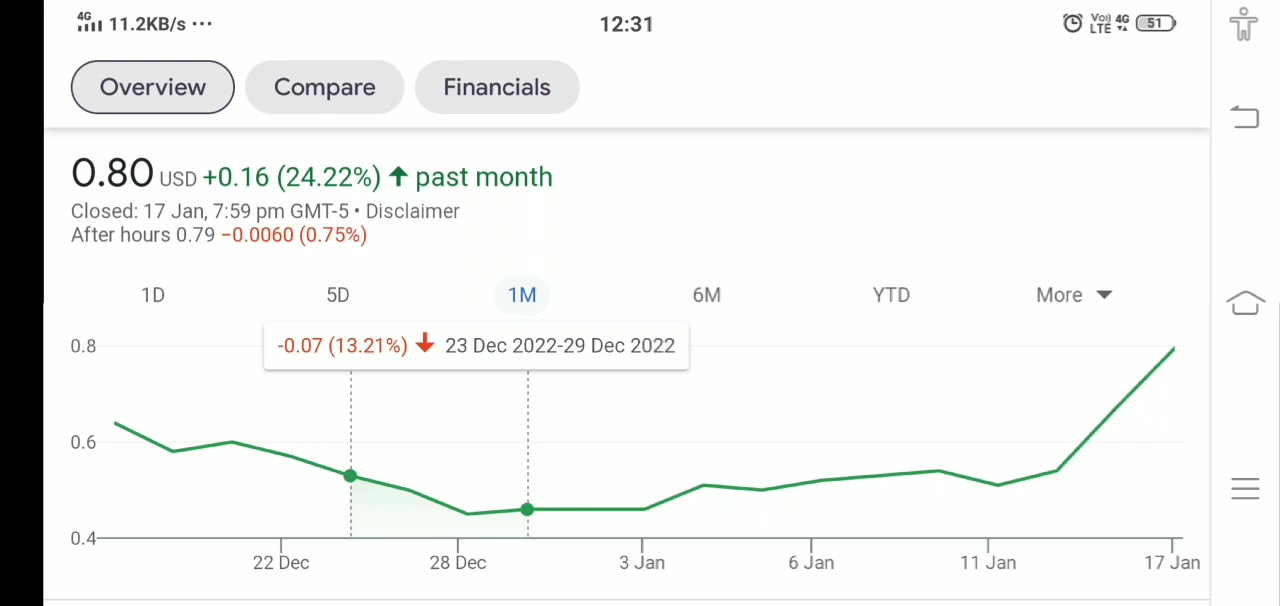 4G 11.2KB/s ··· 12:31 Vo) LTE 4G 51
Overview Compare Financials
0.80 USD +0.16 (24.22%) ↑ past month
Closed: 17 Jan, 7:59 pm GMT-5 • Disclaimer
After hours 0.79 −0.0060 (0.75%)
1D 5D 1M 6M YTD More
-0.07 (13.21%) ↓ 23 Dec 2022-29 Dec 2022
0.8
0.6
0.4
22 Dec 28 Dec 3 Jan 6 Jan 11 Jan 17 Jan